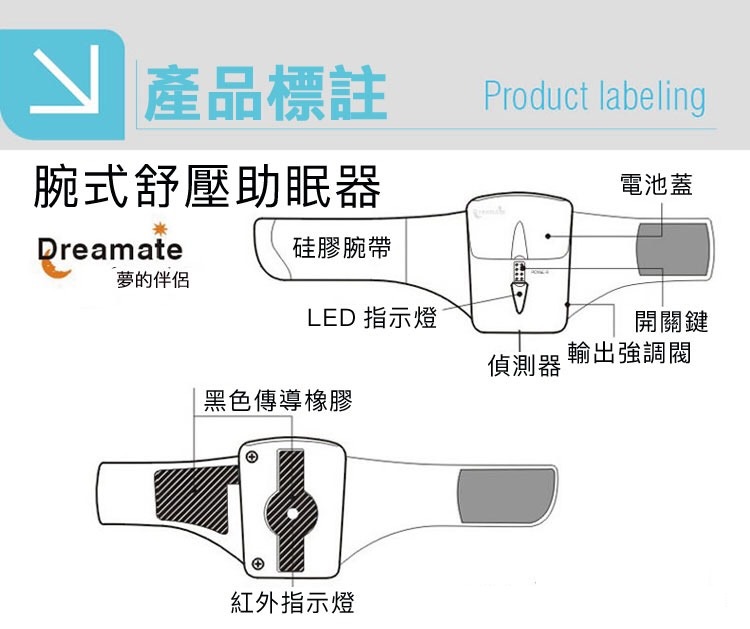 產品標註
Product labeling
腕式舒壓助眠器
電池蓋
Dreamate
夢的伴侶
硅膠腕帶
Dreamate
LED 指示燈
開關鍵
偵測器
輸出強調閥
黑色傳導橡膠
紅外指示燈